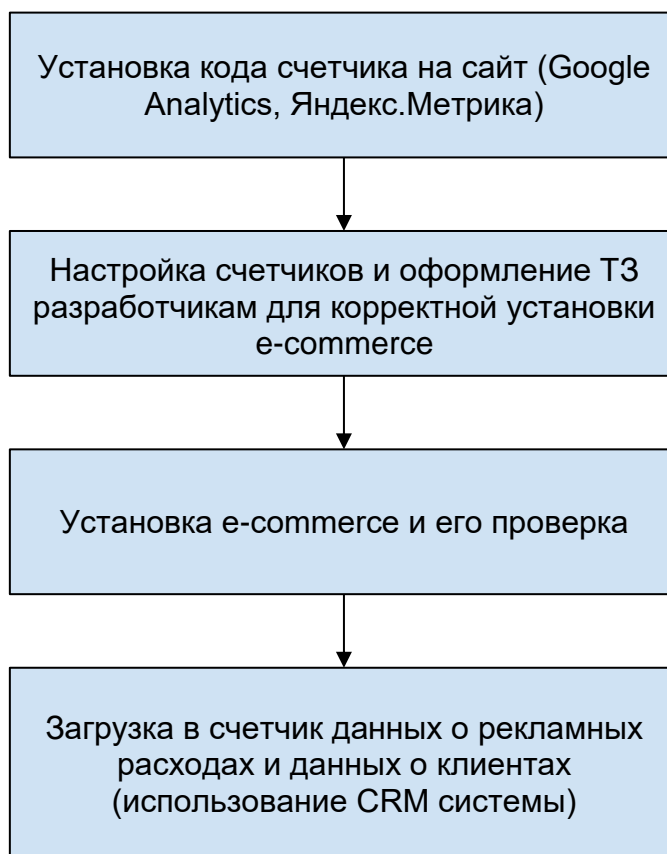 Установка кода счетчика на сайт (Google
Analytics, Яндекс.Метрика)
Настройка счетчиков и оформление ТЗ
разработчикам для корректной установки
e-commerce
Установка e-commerce и его проверка
Загрузка в счетчик данных о рекламных
расходах и данных о клиентах
(использование CRM системы)